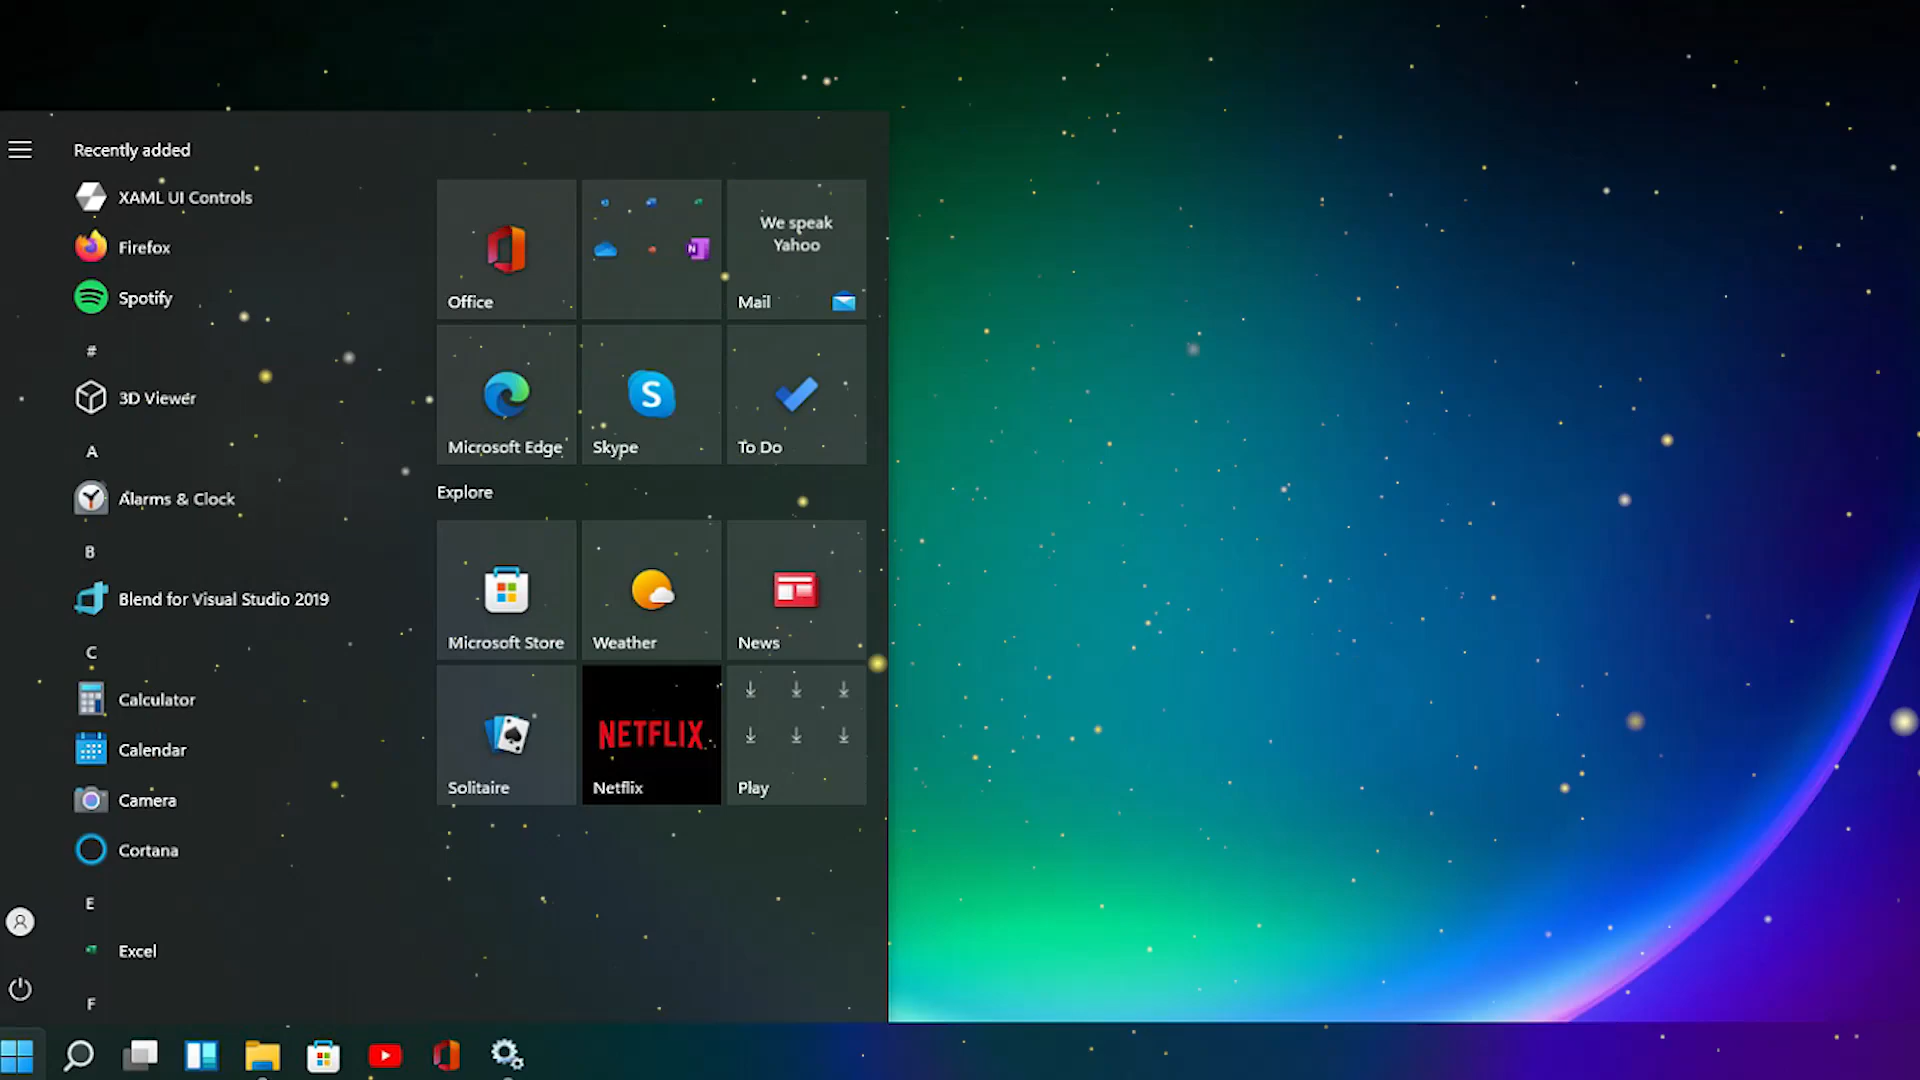 Recently added
XAML UI Controls
Firefox
Spotify
#
3D Viewer
A
Alarms & Clock
B
Blend for Visual Studio 2019
C
Calculator
Calendar
Camera
Cortana
E
Excel
F
Office
N
We speak
Yahoo
Mail
Microsoft Edge
S
Skype
To Do
Explore
Microsoft Store
Weather
News
Solitaire
NETFLIX
Netflix
Play